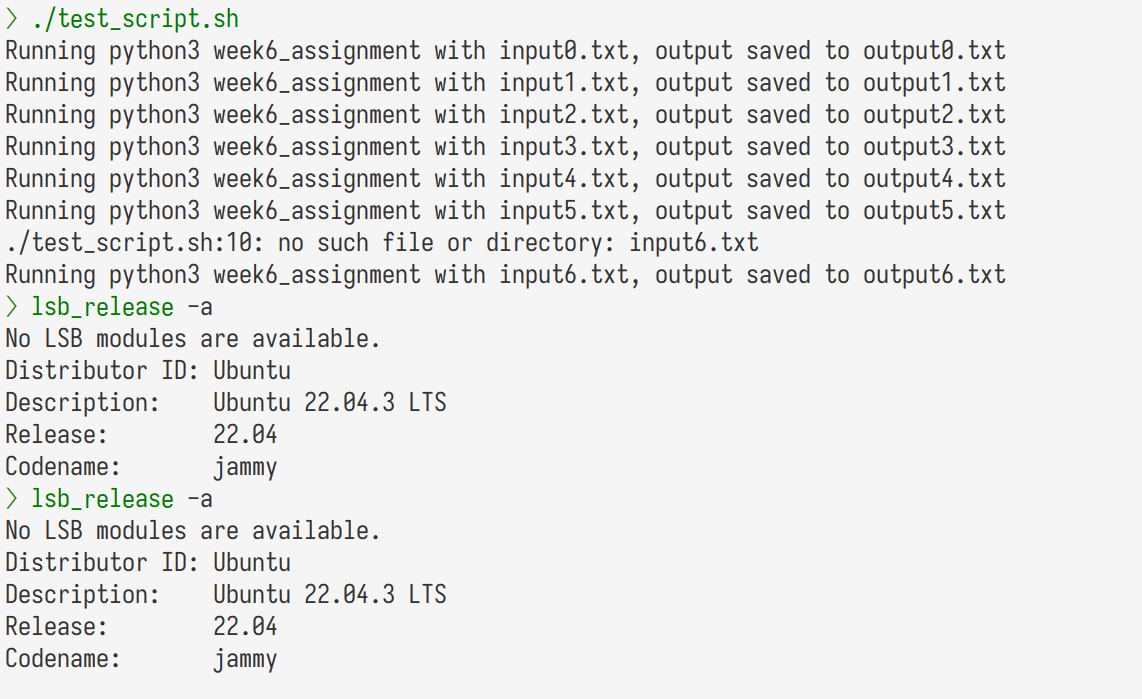 ❯ ./test_script.sh
Running python3 week6_assignment with input0.txt, output saved to output0.txt
Running python3 week6_assignment with input1.txt, output saved to output1.txt
Running python3 week6_assignment with input2.txt, output saved to output2.txt
Running python3 week6_assignment with input3.txt, output saved to output3.txt
Running python3 week6_assignment with input4.txt, output saved to output4.txt
Running python3 week6_assignment with input5.txt, output saved to output5.txt
./test_script.sh:10: no such file or directory: input6.txt
Running python3 week6_assignment with input6.txt, output saved to output6.txt
❯ lsb_release -a
No LSB modules are available.
Distributor ID: Ubuntu
Description:    Ubuntu 22.04.3 LTS
Release:        22.04
Codename:       jammy
❯ lsb_release -a
No LSB modules are available.
Distributor ID: Ubuntu
Description:    Ubuntu 22.04.3 LTS
Release:        22.04
Codename:       jammy